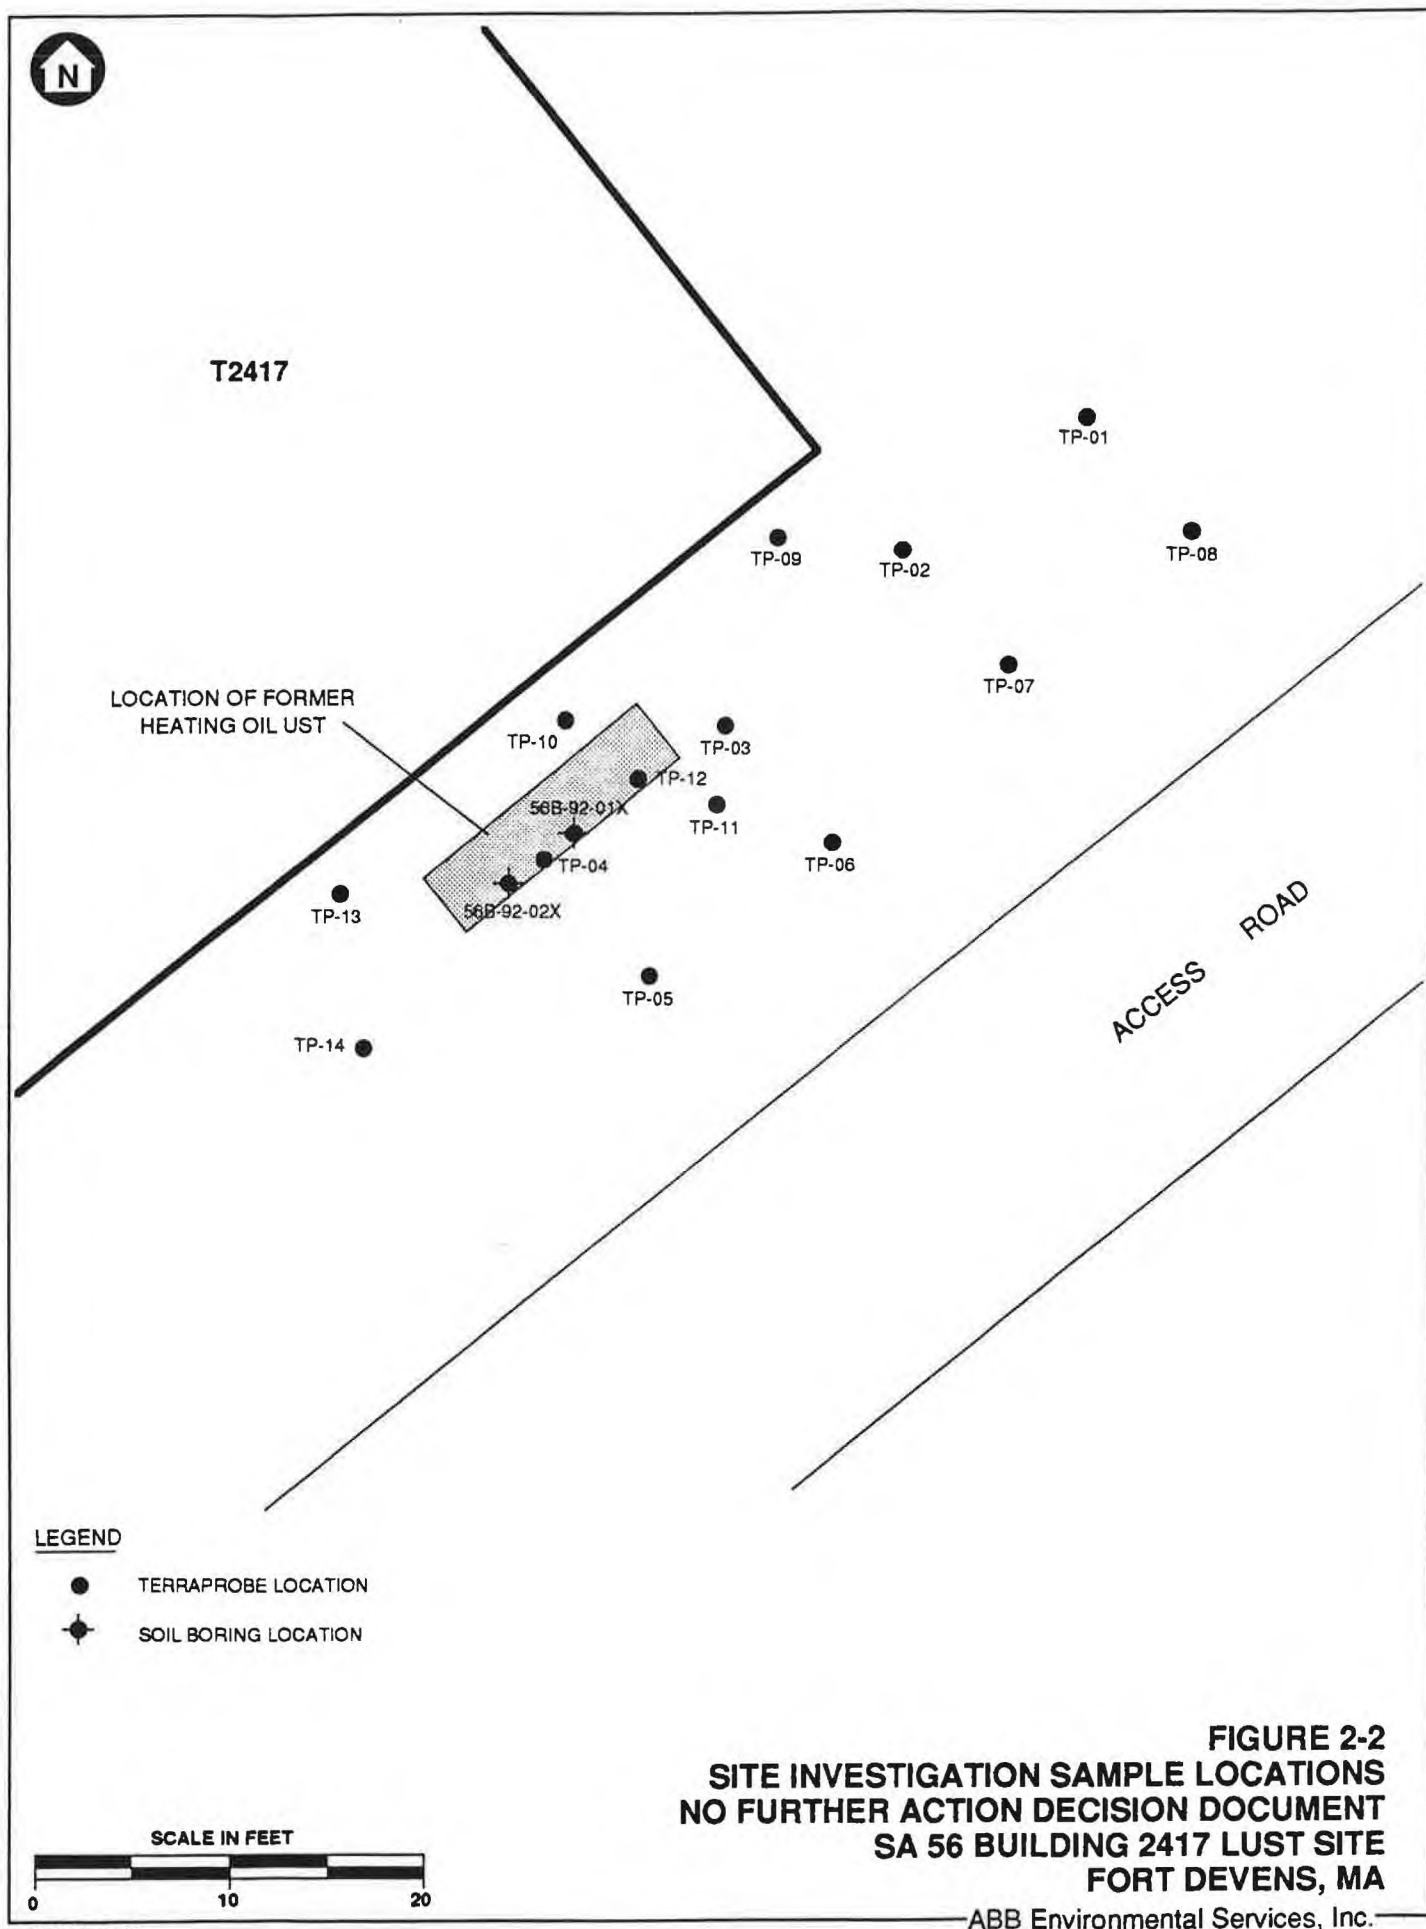 N
T2417
TP-01
TP-09
TP-02
TP-08
TP-07
LOCATION OF FORMER
HEATING OIL UST
TP-10
TP-03
TP-12
56B-92-01X
TP-11
TP-04
TP-06
TP-13
56B-92-02X
TP-05
TP-14
ACCESS ROAD
LEGEND
TERRAPROBE LOCATION
SOIL BORING LOCATION
FIGURE 2-2
SITE INVESTIGATION SAMPLE LOCATIONS
NO FURTHER ACTION DECISION DOCUMENT
SA 56 BUILDING 2417 LUST SITE
FORT DEVENS, MA
SCALE IN FEET
0 10 20
ABB Environmental Services, Inc.